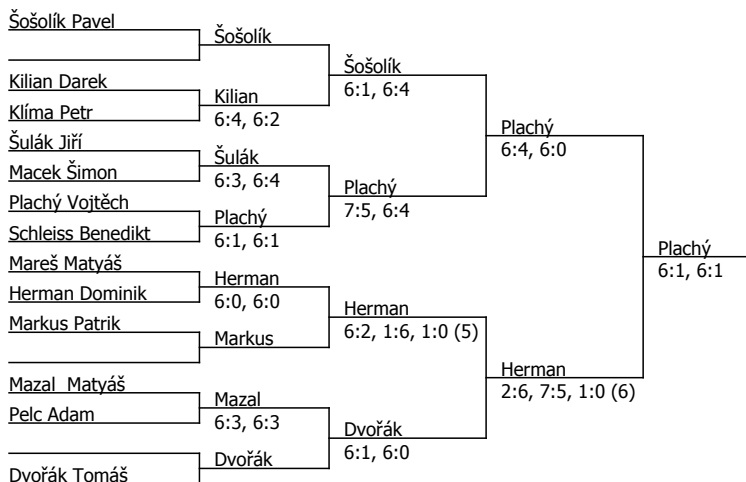 Šošolík Pavel
Kilian Darek
Klíma Petr
Šulák Jiří
Macek Šimon
Plachý Vojtěch
Schleiss Benedikt
Mareš Matyáš
Herman Dominik
Markus Patrik
Mazal  Matyáš
Pelc Adam
Dvořák Tomáš
Šošolík
Kilian
6:4, 6:2
Šulák
6:3, 6:4
Plachý
6:1, 6:1
Herman
6:0, 6:0
Markus
Mazal
6:3, 6:3
Dvořák
Šošolík
6:1, 6:4
Plachý
7:5, 6:4
Herman
6:2, 1:6, 1:0 (5)
Dvořák
6:1, 6:0
Plachý
6:4, 6:0
Herman
2:6, 7:5, 1:0 (6)
Plachý
6:1, 6:1